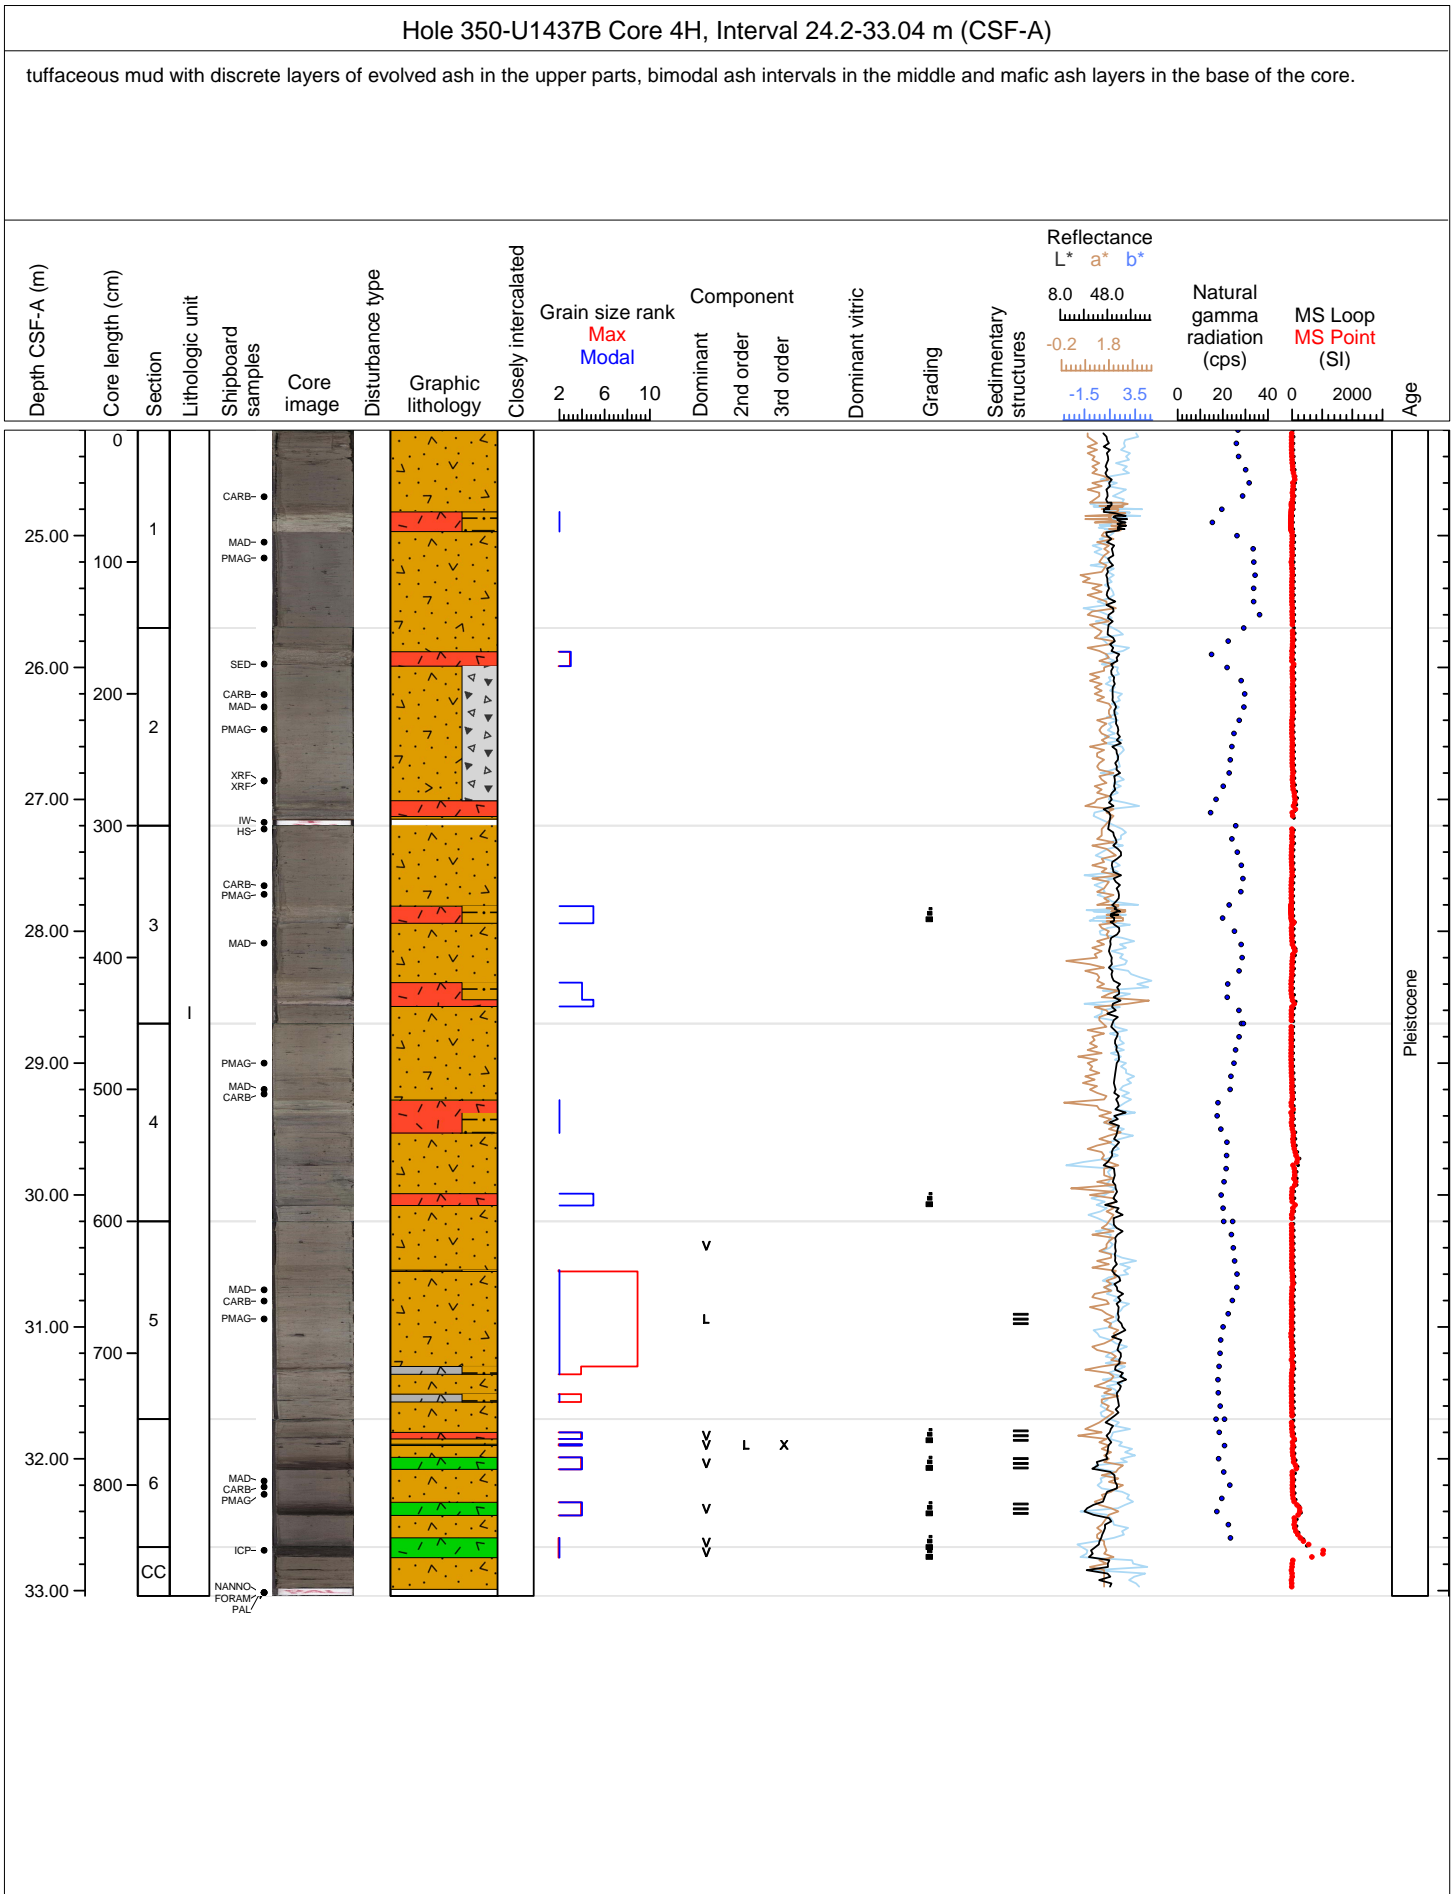 Hole 350-U1437B Core 4H, Interval 24.2-33.04 m (CSF-A)
tuffaceous mud with discrete layers of evolved ash in the upper parts, bimodal ash intervals in the middle and mafic ash layers in the base of the core.
Depth CSF-A (m)
Core length (cm)
Section
Lithologic unit
Shipboard
samples
Core
image
Disturbance type
Graphic
lithology
Closely intercalated
Grain size rank
Max
Modal
2 6 10
Component
Dominant
2nd order
3rd order
Dominant vitric
Grading
Sedimentary
structures
Reflectance
L* a* b*
8.0 48.0
-0.2 1.8
-1.5 3.5
Natural
gamma
radiation
(cps)
0 20 40
MS Loop
MS Point
(SI)
0 2000
Age
25.00
26.00
27.00
28.00
29.00
30.00
31.00
32.00
33.00
0
100
200
300
400
500
600
700
800
1
2
3
4
5
6
CC
I
CARB
MAD
PMAG
SED
CARB
MAD
PMAG
XRF
XRF
IW
HS
CARB
PMAG
MAD
PMAG
MAD
CARB
MAD
CARB
PMAG
MAD
CARB
PMAG
ICP
NANNO
FORAM
PAL
V
L
V
V L X
V
V
V
V
Pleistocene